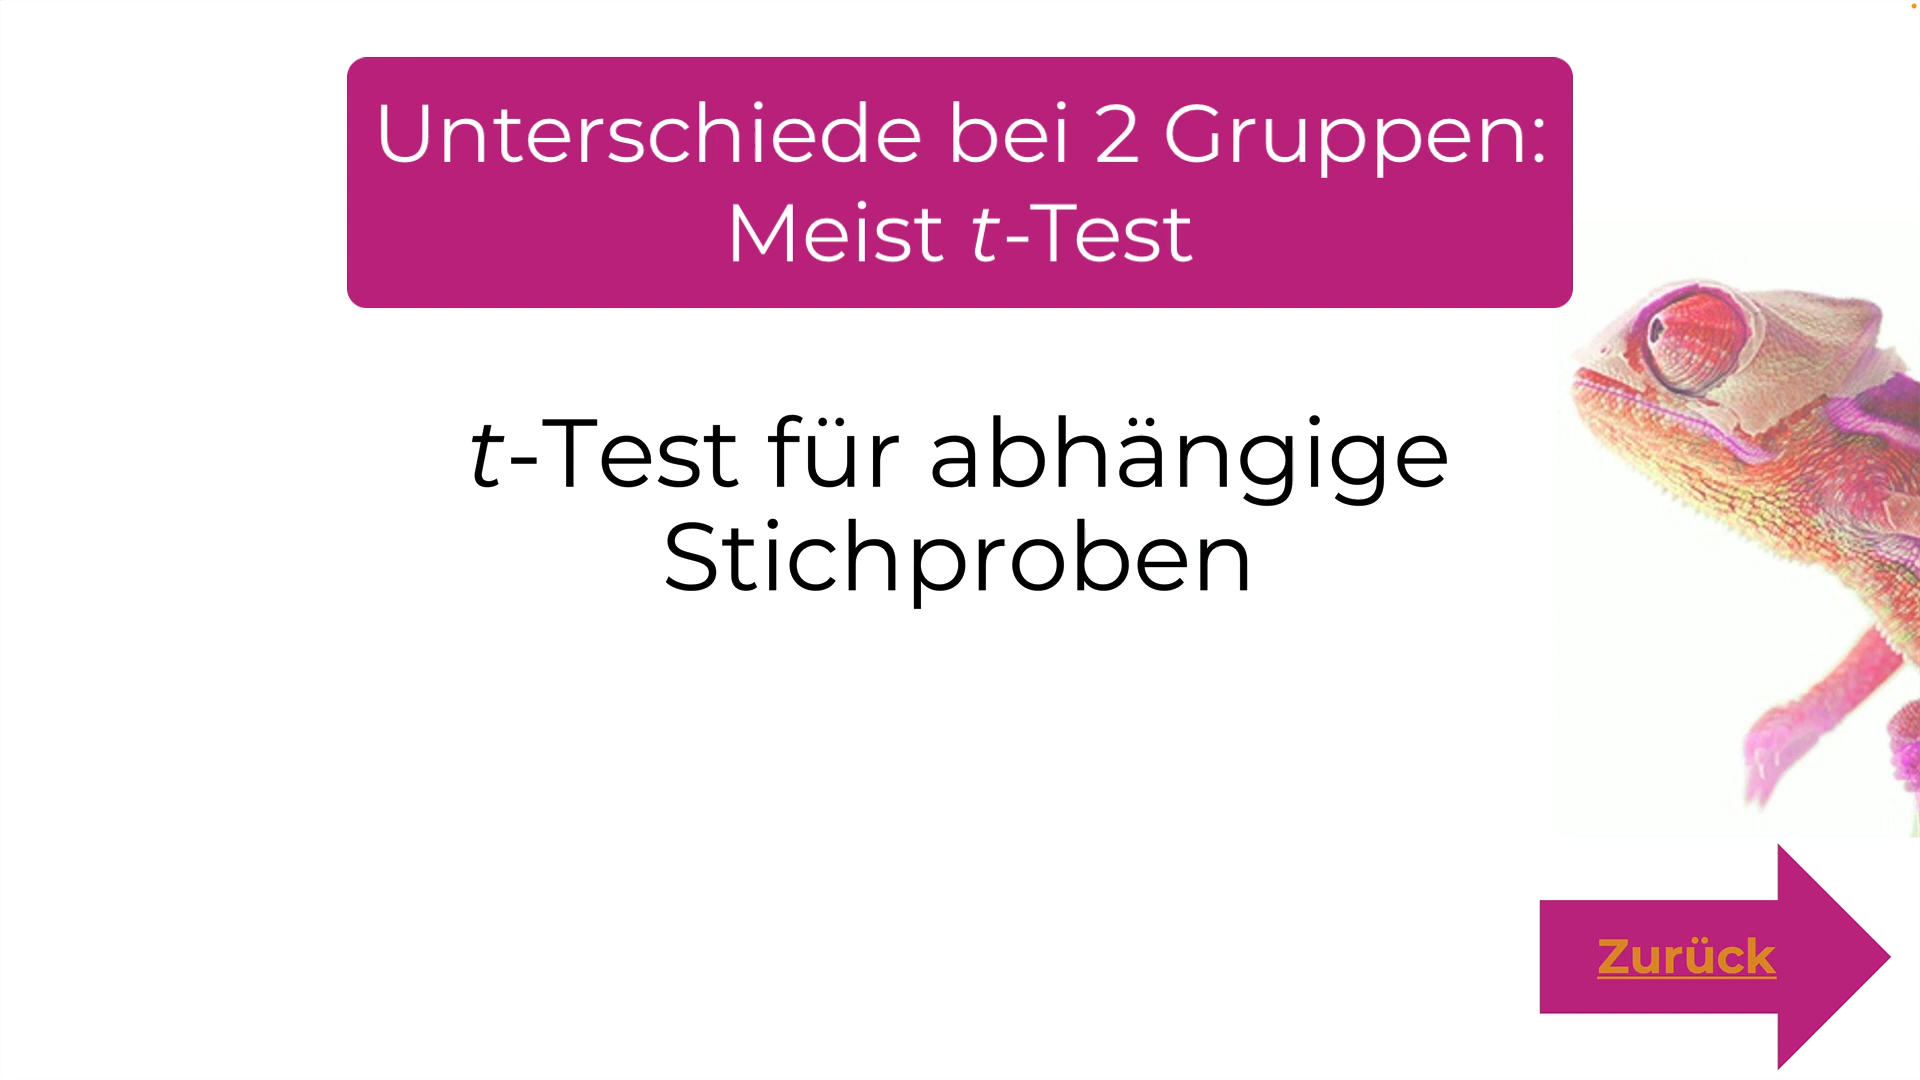 Unterschiede bei 2 Gruppen:
Meist t-Test
t-Test für abhängige
Stichproben
Zurück